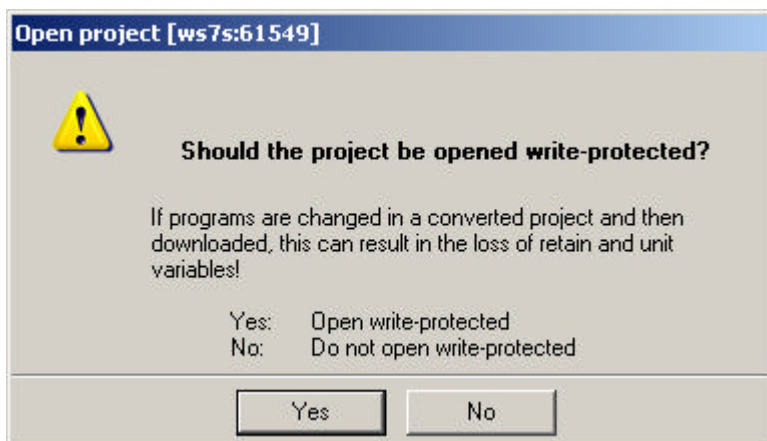 Open project [ws7s:61549]
Should the project be opened write-protected?
If programs are changed in a converted project and then
downloaded, this can result in the loss of retain and unit
variables!
Yes: Open write-protected
No: Do not open write-protected
Yes No